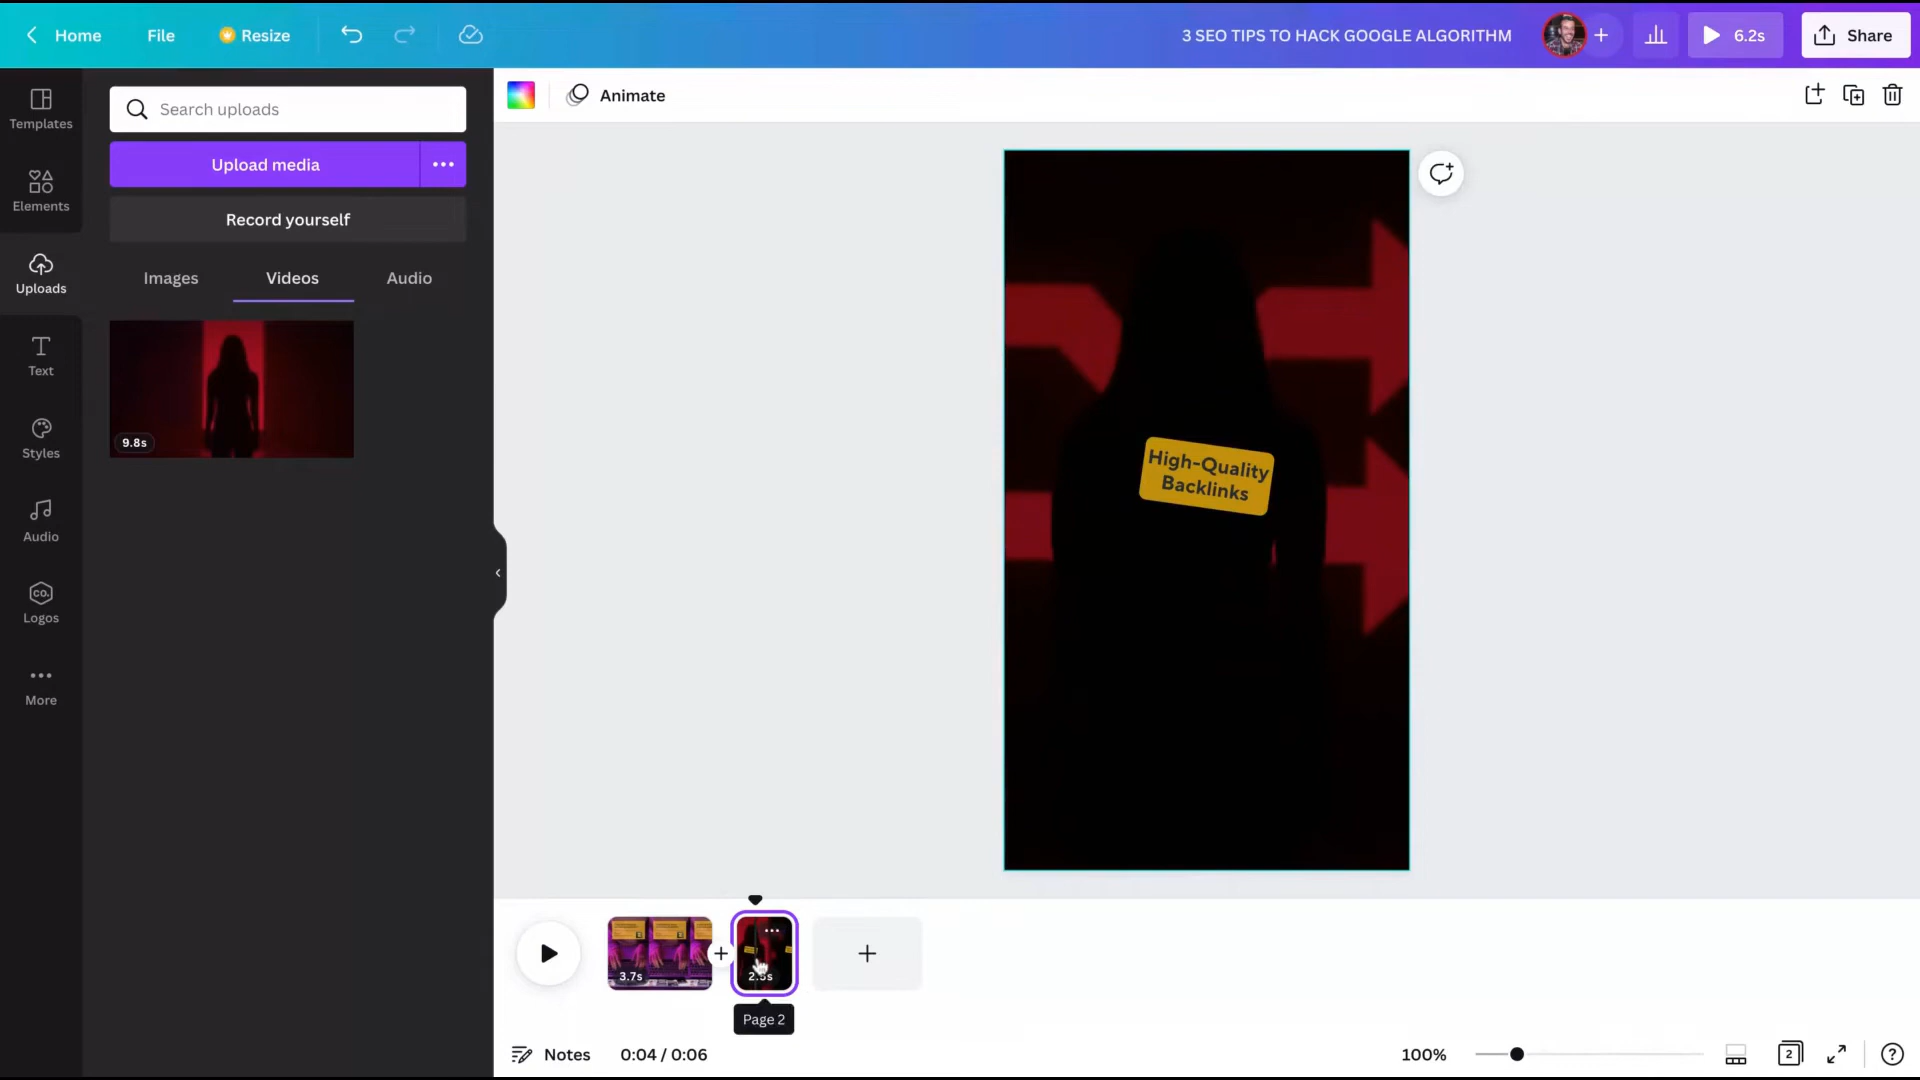 Home
File
Resize
3 SEO TIPS TO HACK GOOGLE ALGORITHM
6.2s
Share
Templates
Elements
Uploads
Text
Styles
Audio
CO.
Logos
More
Search uploads
Upload media
Record yourself
Images
Videos
Audio
9.8s
Animate
High-Quality
Backlinks
3.7s
Page 2
Notes
0:04 / 0:06
100%
2